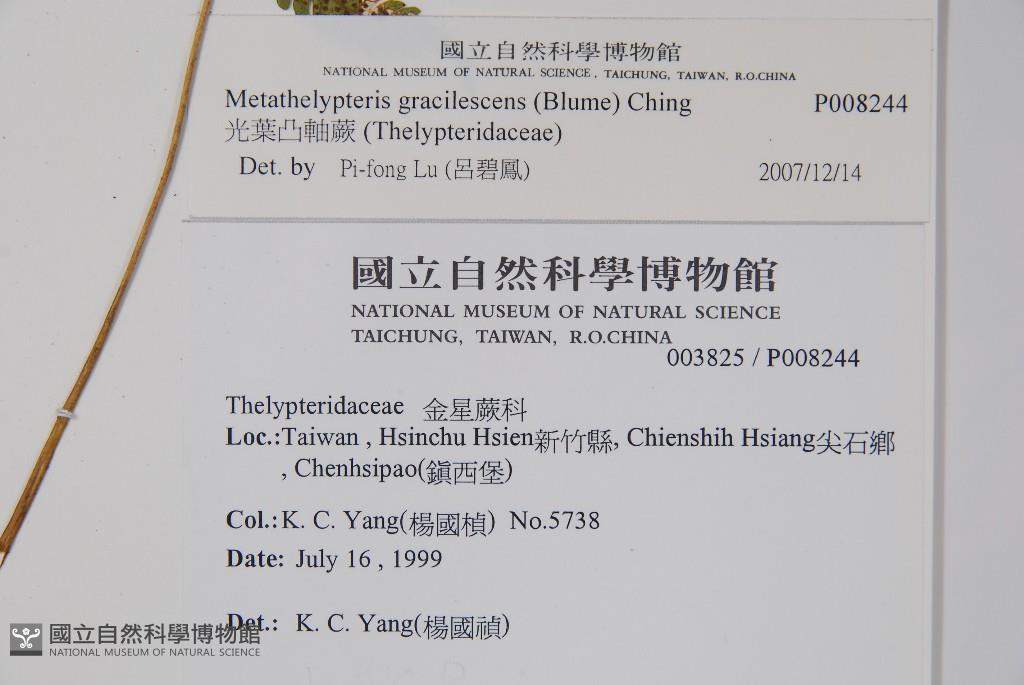 國立自然科學博物館
NATIONAL MUSEUM OF NATURAL SCIENCE, TAICHUNG, TAIWAN, R.O.CHINA
Metathelypteris gracilescens (Blume) Ching P008244
光葉凸軸蕨 (Thelypteridaceae)
Det. by Pi-fong Lu (呂碧鳳) 2007/12/14
國立自然科學博物館
NATIONAL MUSEUM OF NATURAL SCIENCE
TAICHUNG, TAIWAN, R.O.CHINA
003825 / P008244
Thelypteridaceae 金星蕨科
Loc.:Taiwan , Hsinchu Hsien新竹縣, Chienshih Hsiang尖石鄉
, Chenhsipao(鎮西堡)
Col.:K. C. Yang(楊國楨) No.5738
Date: July 16 , 1999
Det.: K. C. Yang(楊國禎)
國立自然科學博物館
NATIONAL MUSEUM OF NATURAL SCIENCE